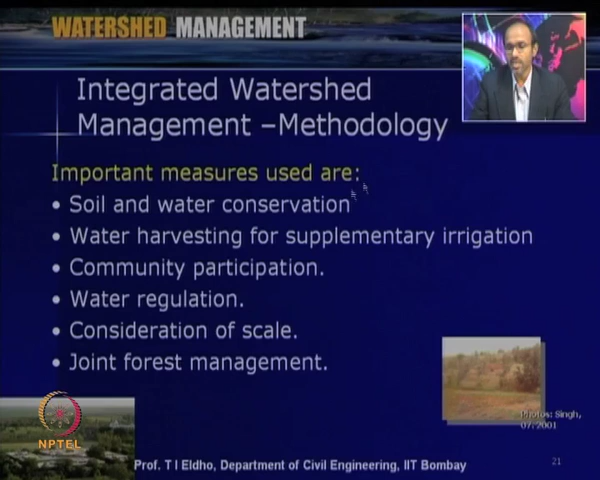 WATERSHED MANAGEMENT
Integrated Watershed
Management –Methodology
Important measures used are:
• Soil and water conservation
• Water harvesting for supplementary irrigation
• Community participation.
• Water regulation.
• Consideration of scale.
• Joint forest management.
Photos: Singh,
07, 2001
NPTEL
Prof. T I Eldho, Department of Civil Engineering, IIT Bombay
21